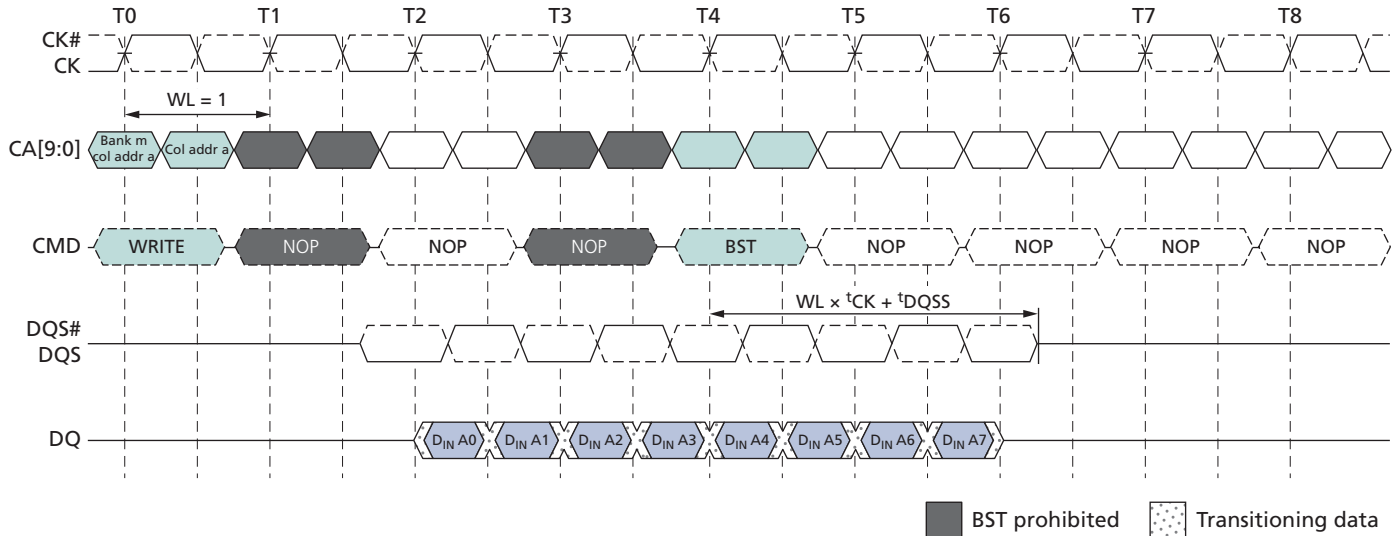 T0 T1 T2 T3 T4 T5 T6 T7 T8
CK#
CK
WL = 1
CA[9:0] Bank m col addr a Col addr a
CMD WRITE NOP NOP NOP BST NOP NOP NOP NOP
WL × tCK + tDQSS
DQS#
DQS
DQ DIN A0 DIN A1 DIN A2 DIN A3 DIN A4 DIN A5 DIN A6 DIN A7
BST prohibited Transitioning data